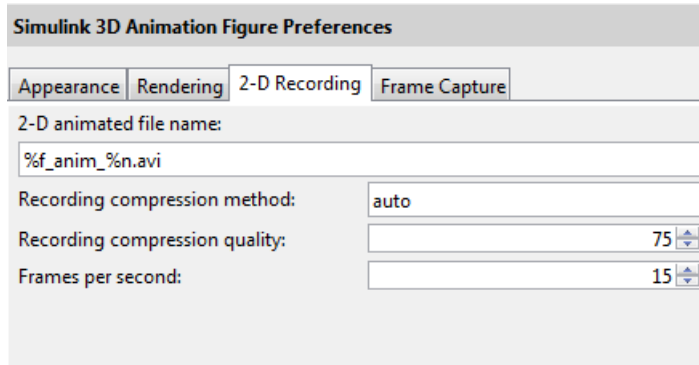 Simulink 3D Animation Figure Preferences
Appearance Rendering 2-D Recording Frame Capture
2-D animated file name:
%f_anim_%n.avi
Recording compression method: auto
Recording compression quality: 75
Frames per second: 15